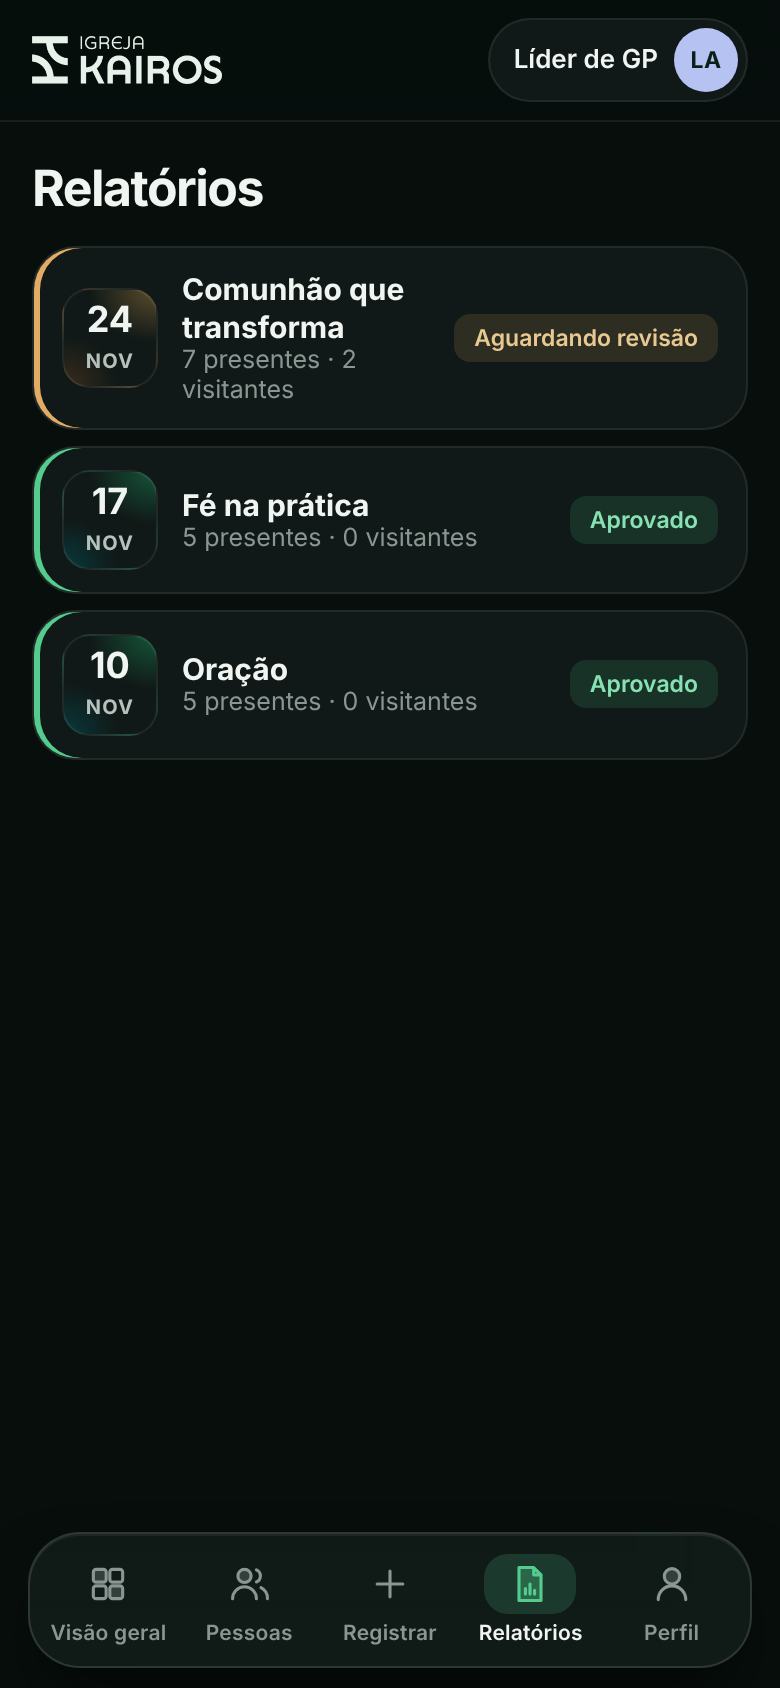 IGREJA
KAIROS
Líder de GP
LA
Relatórios
24
NOV
Comunhão que
transforma
7 presentes · 2
visitantes
Aguardando revisão
17
NOV
Fé na prática
5 presentes · 0 visitantes
Aprovado
10
NOV
Oração
5 presentes · 0 visitantes
Aprovado
Visão geral
Pessoas
Registrar
Relatórios
Perfil